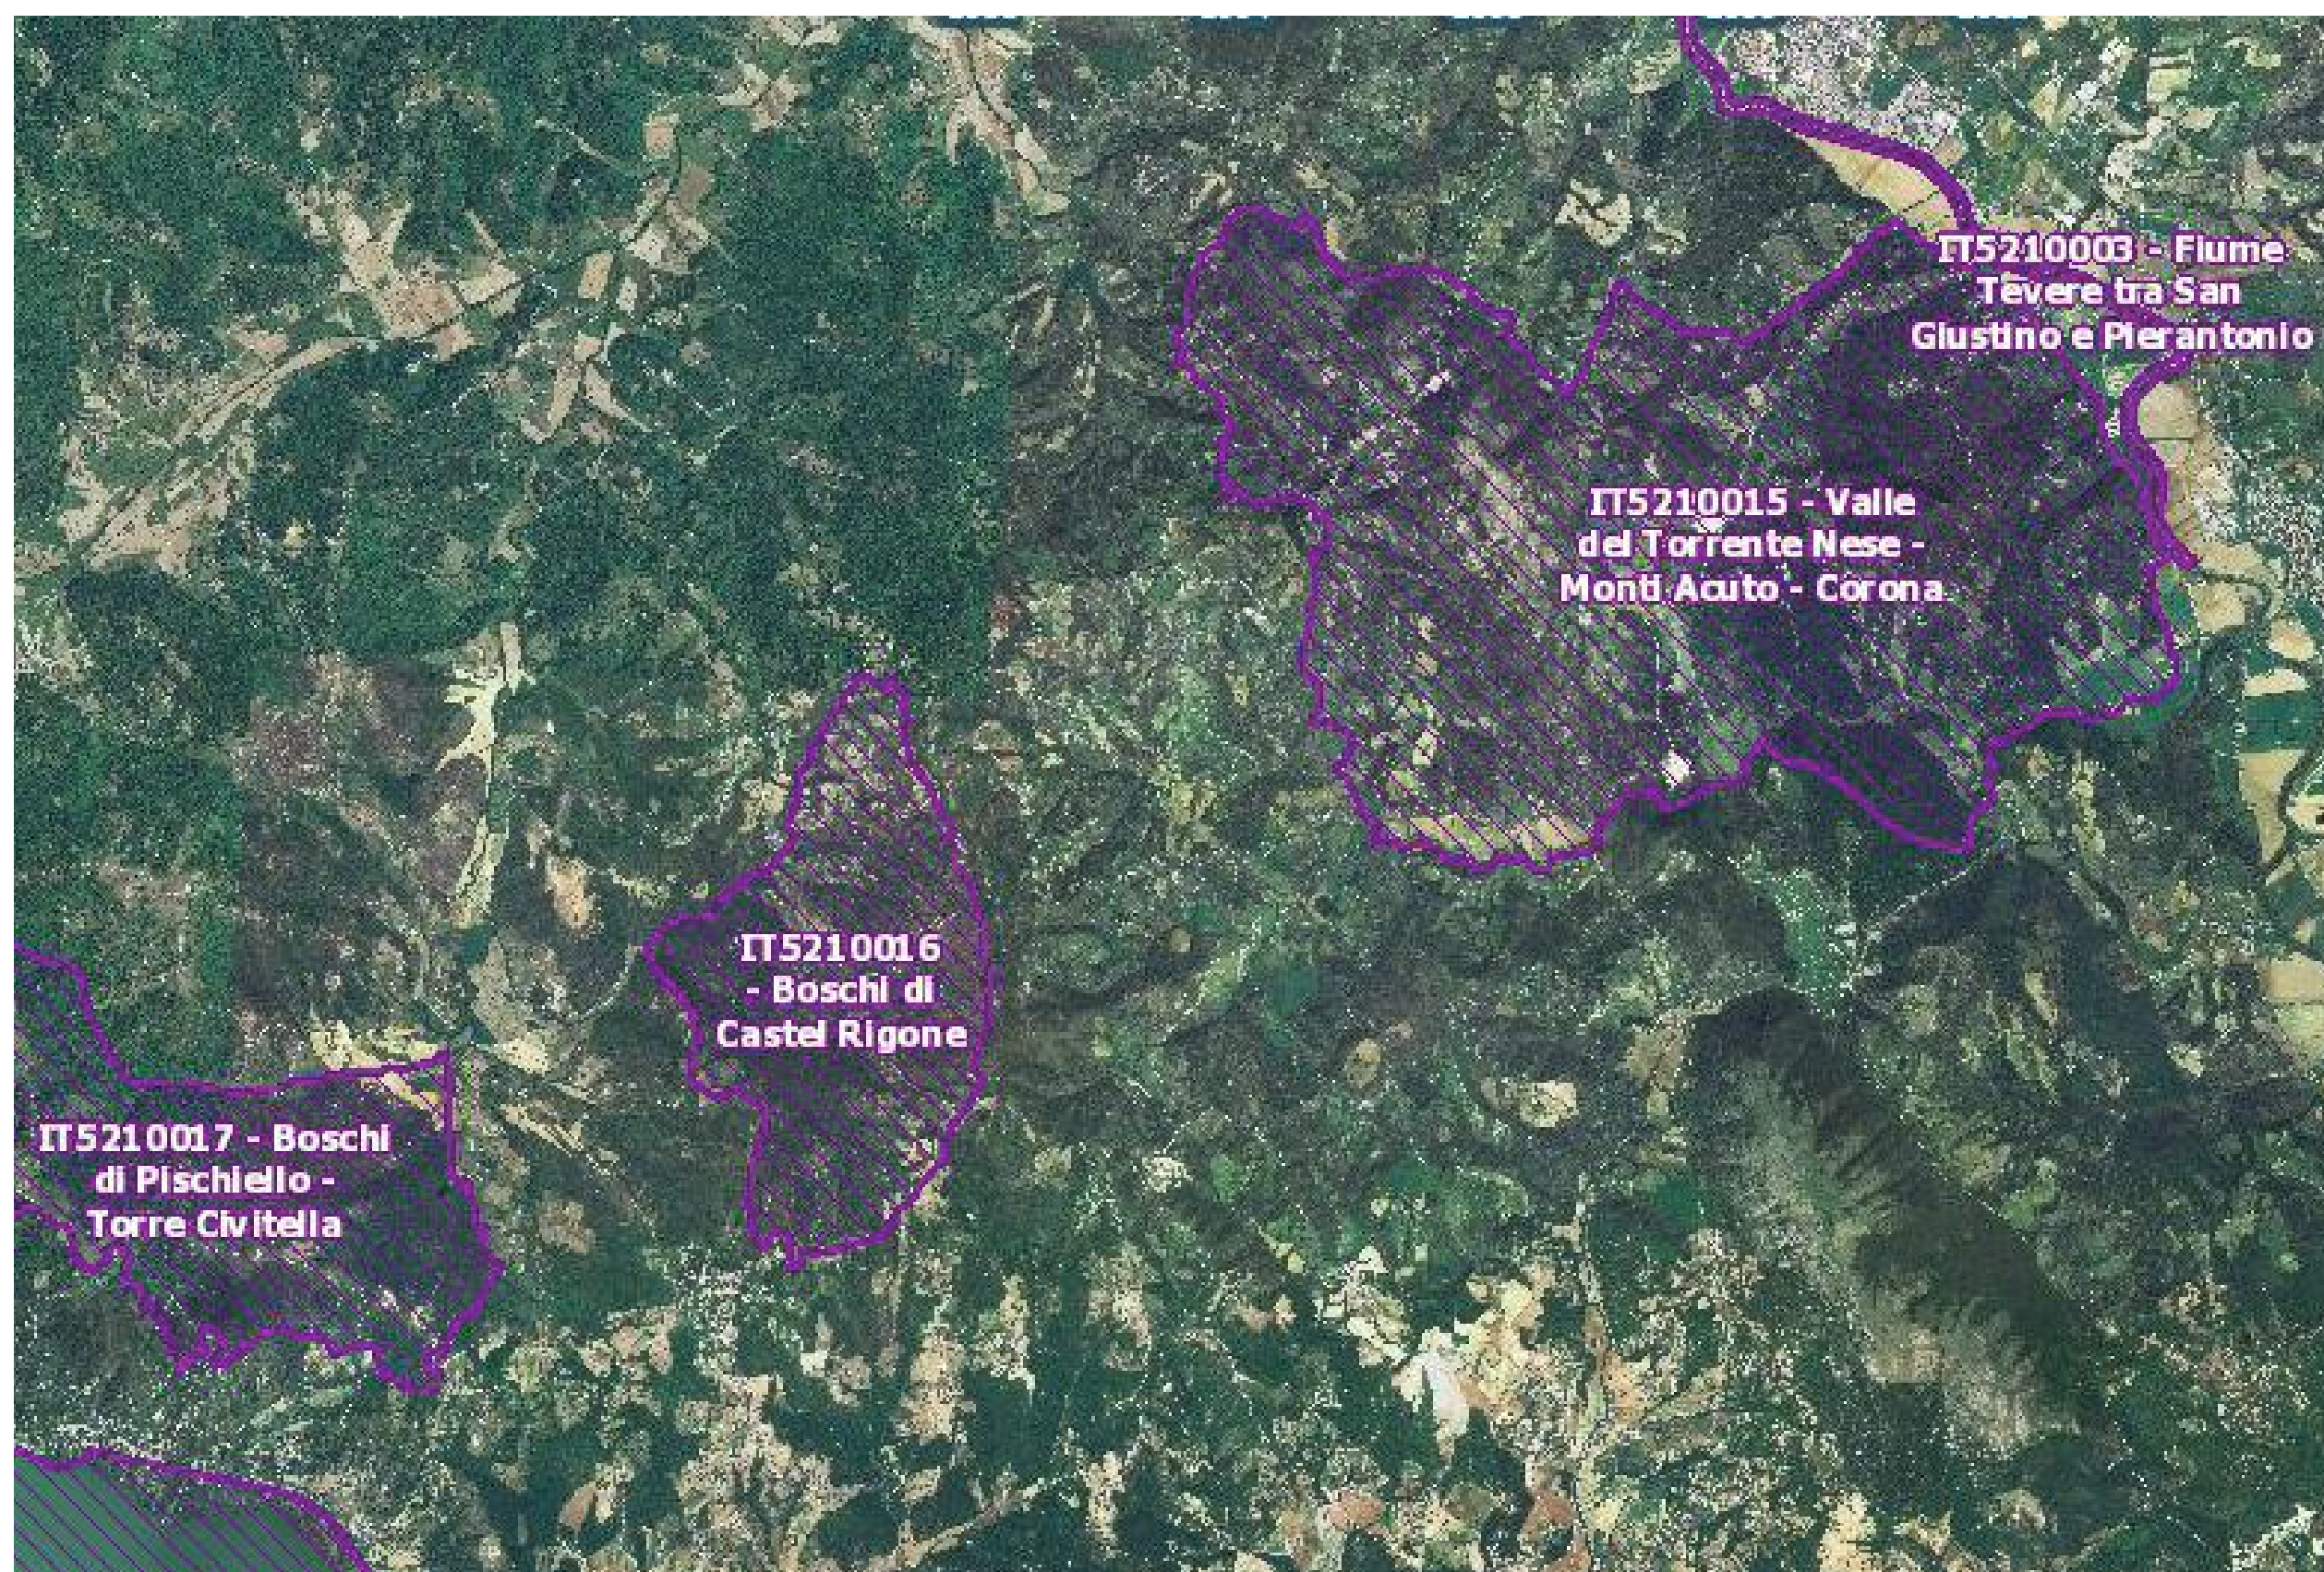 IT5210003 - Fiume
Tevere tra San
Giustino e Pierantonio
IT5210015 - Valle
del Torrente Nese -
Monti Acuto - Corona
IT5210016
- Boschi di
Castel Rigone
IT5210017 - Boschi
di Pischiello -
Torre Civitella